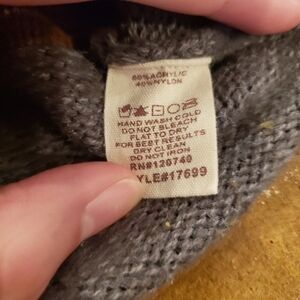 60% ACRYLIC
40% NYLON
HAND WASH COLD
DO NOT BLEACH
FLAT TO DRY
FOR BEST RESULTS
DRY CLEAN
DO NOT IRON
RN#120740
YLE#17699